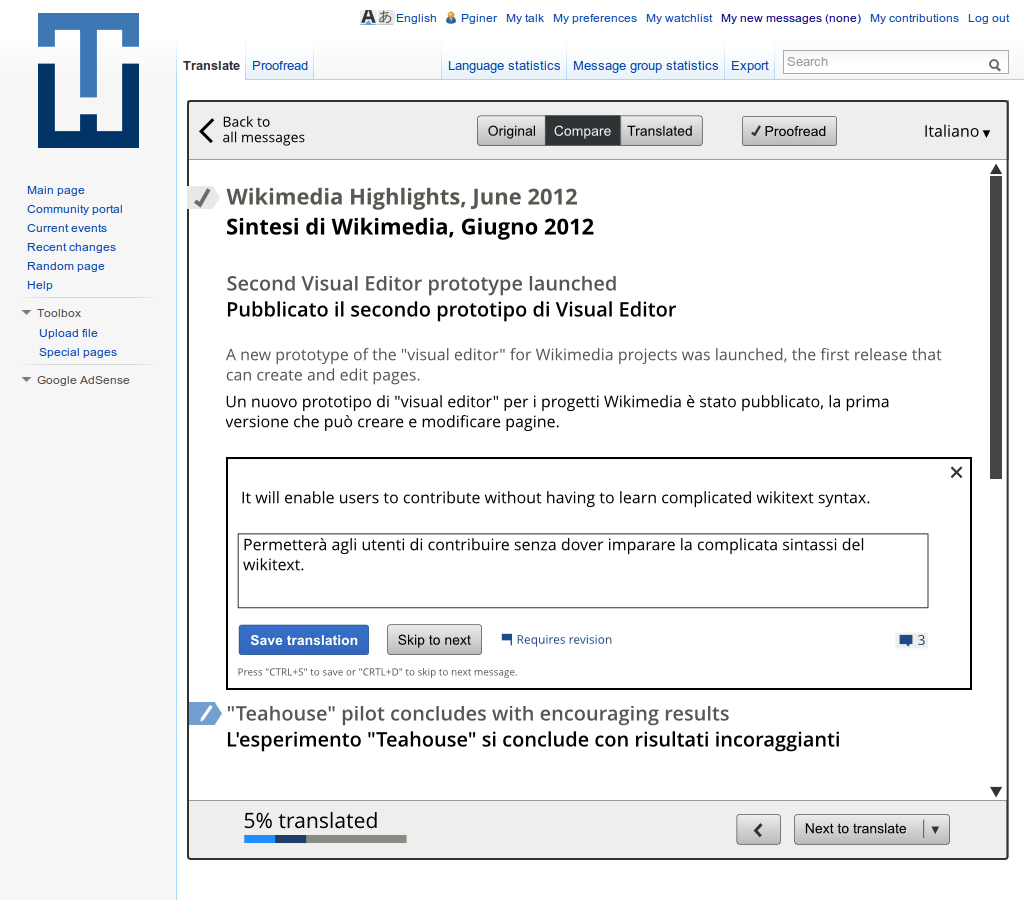 Aあ English Pginer My talk My preferences My watchlist My new messages (none) My contributions Log out
Translate Proofread Language statistics Message group statistics Export Search
Main page
Community portal
Current events
Recent changes
Random page
Help
Toolbox
Upload file
Special pages
Google AdSense
Back to
all messages
Original Compare Translated ✓ Proofread Italiano ▾
Wikimedia Highlights, June 2012
Sintesi di Wikimedia, Giugno 2012
Second Visual Editor prototype launched
Pubblicato il secondo prototipo di Visual Editor
A new prototype of the "visual editor" for Wikimedia projects was launched, the first release that
can create and edit pages.
Un nuovo prototipo di "visual editor" per i progetti Wikimedia è stato pubblicato, la prima
versione che può creare e modificare pagine.
It will enable users to contribute without having to learn complicated wikitext syntax.
Permetterà agli utenti di contribuire senza dover imparare la complicata sintassi del
wikitext.
Save translation Skip to next Requires revision 3
Press "CTRL+S" to save or "CRTL+D" to skip to next message.
"Teahouse" pilot concludes with encouraging results
L'esperimento "Teahouse" si conclude con risultati incoraggianti
5% translated
Next to translate